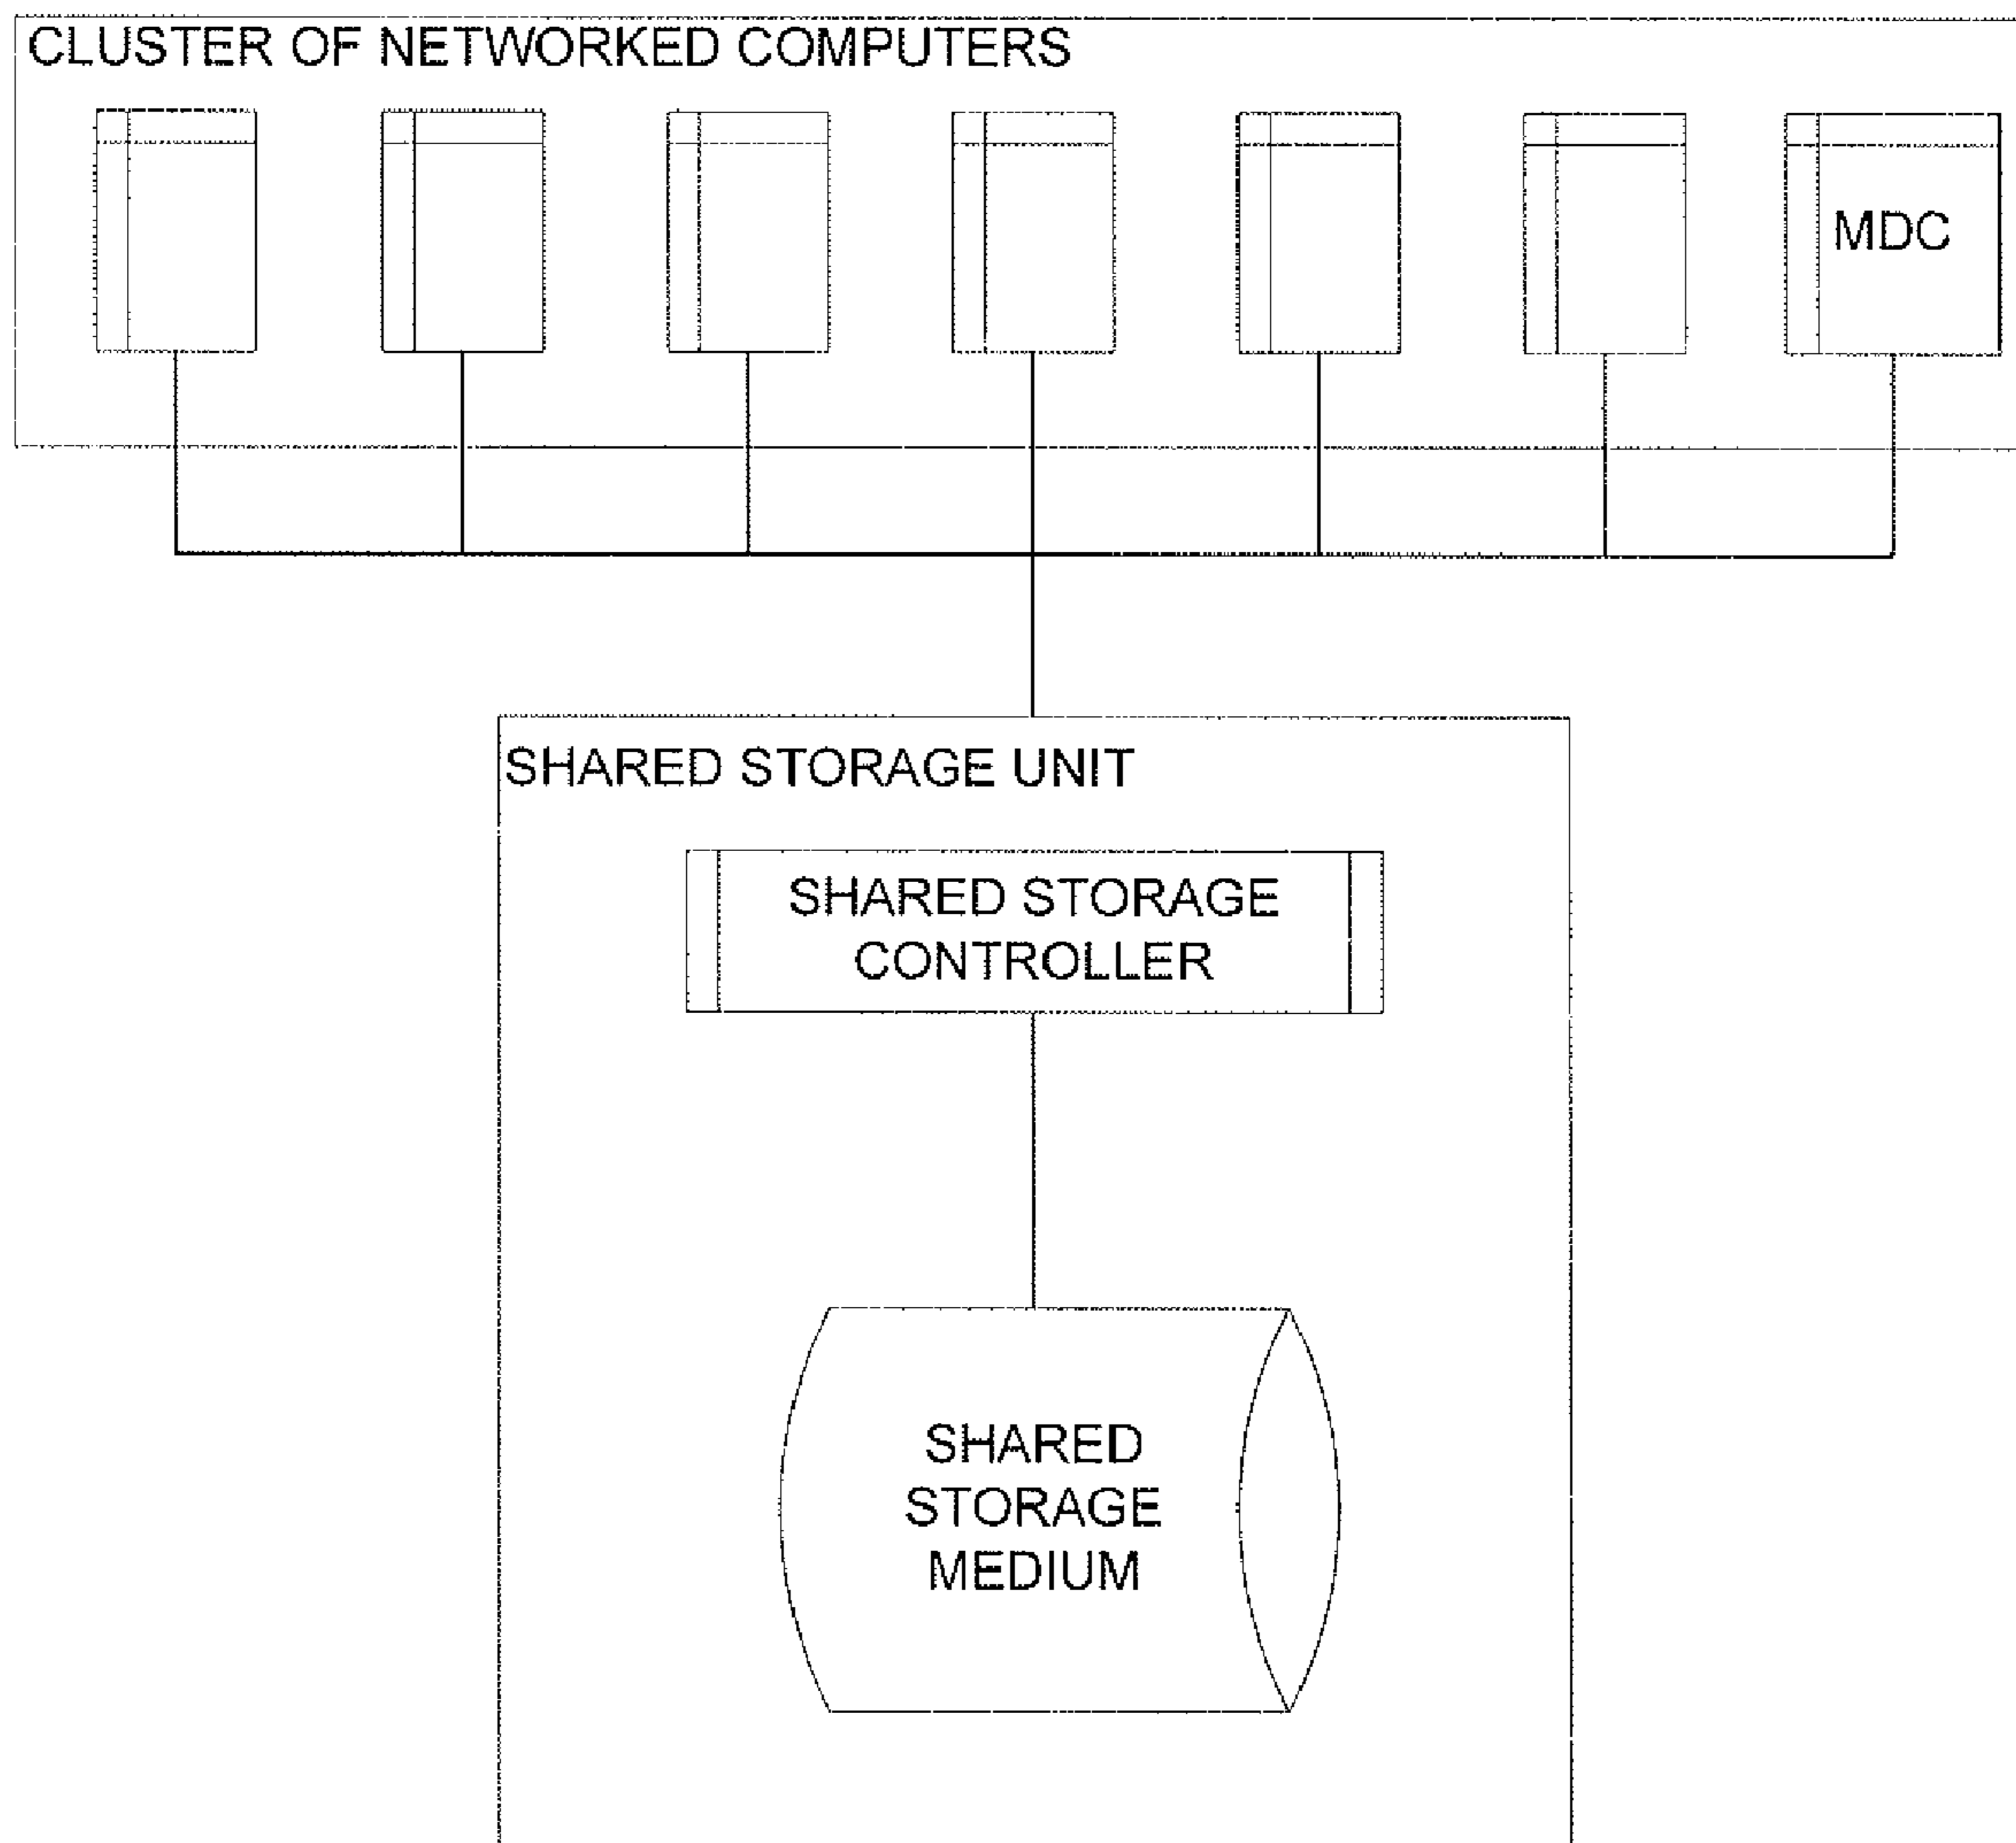 CLUSTER OF NETWORKED COMPUTERS
MDC
SHARED STORAGE UNIT
SHARED STORAGE
CONTROLLER
SHARED
STORAGE
MEDIUM